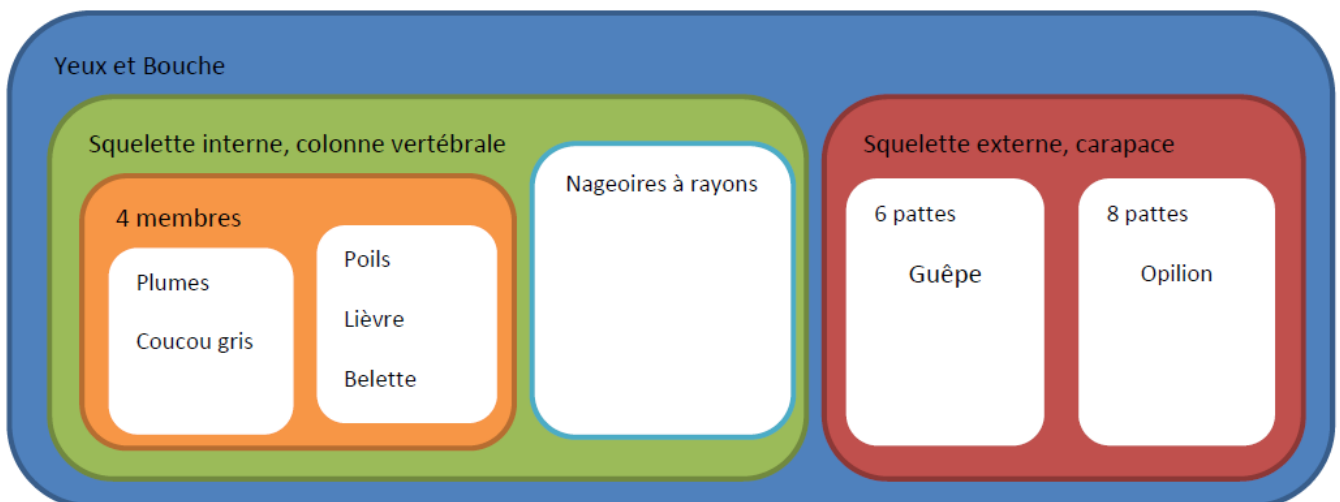 Yeux et Bouche
Squelette interne, colonne vertébrale
4 membres
Plumes
Coucou gris
Poils
Lièvre
Belette
Nageoires à rayons
Squelette externe, carapace
6 pattes
Guêpe
8 pattes
Opilion